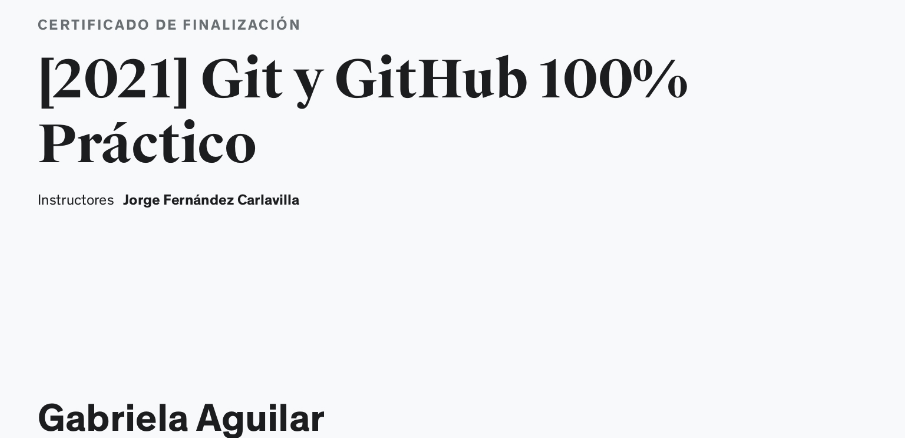 CERTIFICADO DE FINALIZACIÓN
[2021] Git y GitHub 100%
Práctico
Instructores Jorge Fernández Carlavilla
Gabriela Aguilar